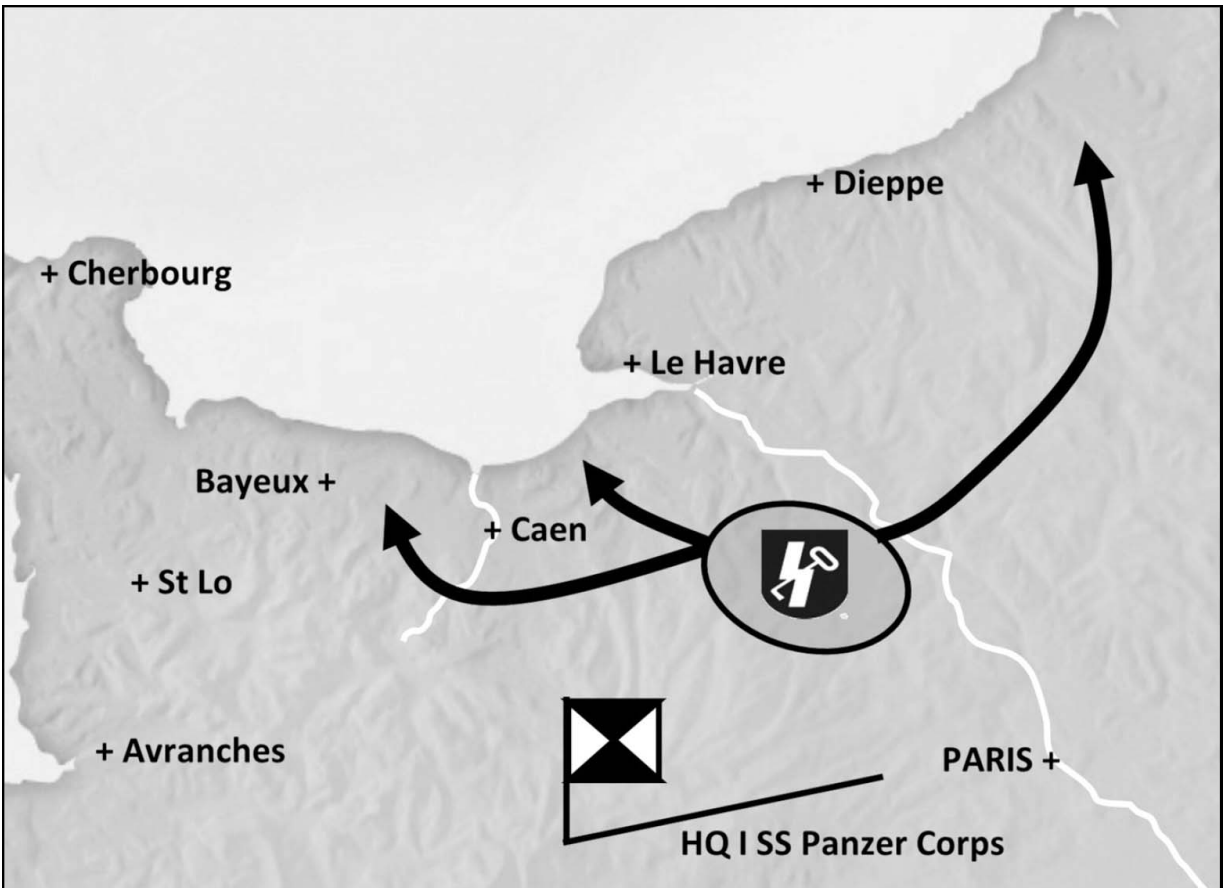 + Dieppe
+ Cherbourg
+ Le Havre
Bayeux +
+ Caen
+ St Lo
+ Avranches
PARIS +
HQ I SS Panzer Corps